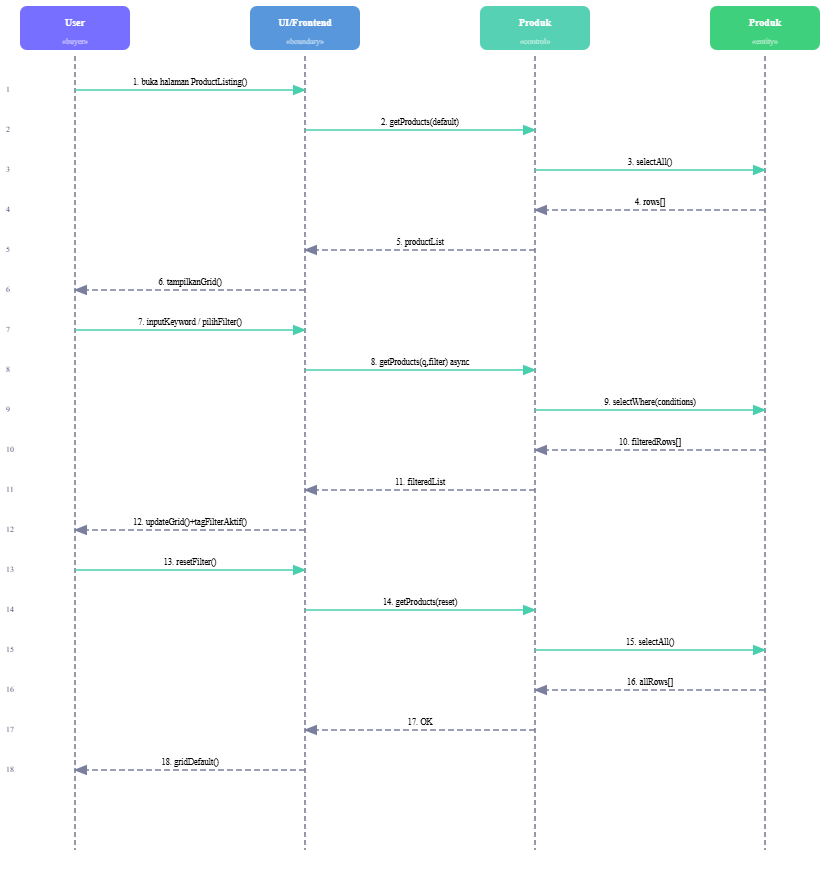 User
«buyer»
UI/Frontend
«boundary»
Produk
«control»
Produk
«entity»
1
1. buka halaman ProductListing()
2
2. getProducts(default)
3
3. selectAll()
4
4. rows[]
5
5. productList
6
6. tampilkanGrid()
7
7. inputKeyword / pilihFilter()
8
8. getProducts(q,filter) async
9
9. selectWhere(conditions)
10
10. filteredRows[]
11
11. filteredList
12
12. updateGrid()+tagFilterAktif()
13
13. resetFilter()
14
14. getProducts(reset)
15
15. selectAll()
16
16. allRows[]
17
17. OK
18
18. gridDefault()